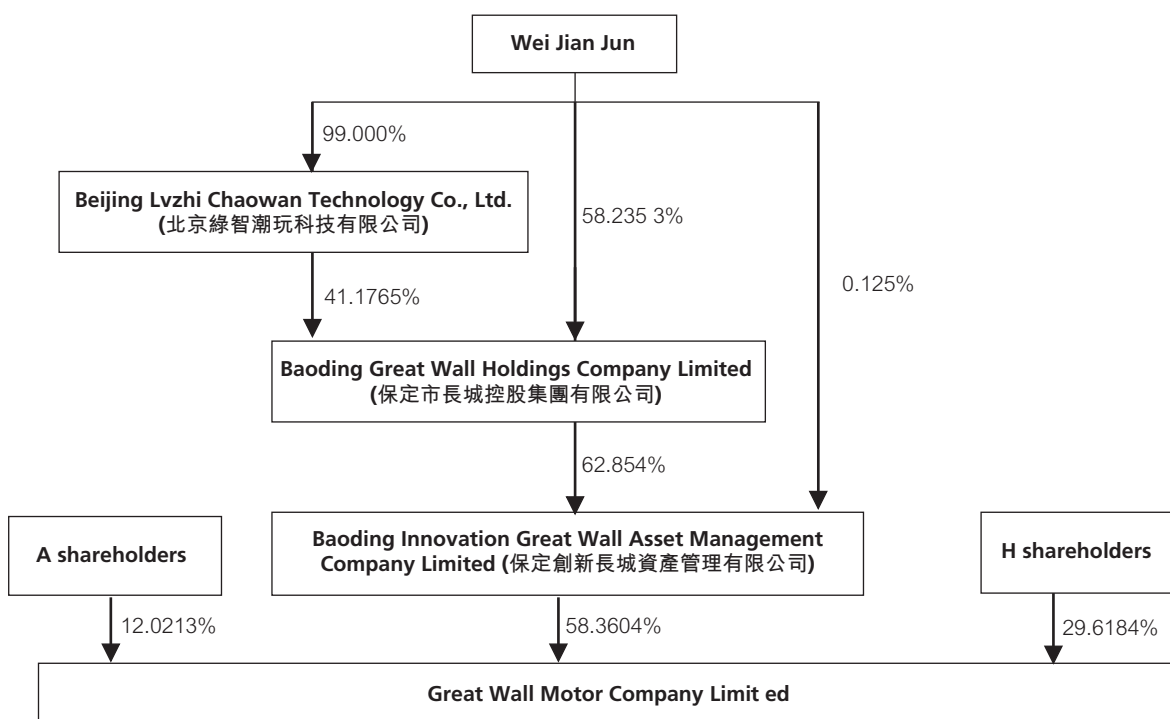 Wei Jian Jun
99.000%
Beijing Lvzhi Chaowan Technology Co., Ltd.
(北京綠智潮玩科技有限公司)
58.235 3%
0.125%
41.1765%
Baoding Great Wall Holdings Company Limited
(保定市長城控股集團有限公司)
62.854%
A shareholders
Baoding Innovation Great Wall Asset Management
Company Limited (保定創新長城資產管理有限公司)
H shareholders
12.0213%
58.3604%
29.6184%
Great Wall Motor Company Limit ed